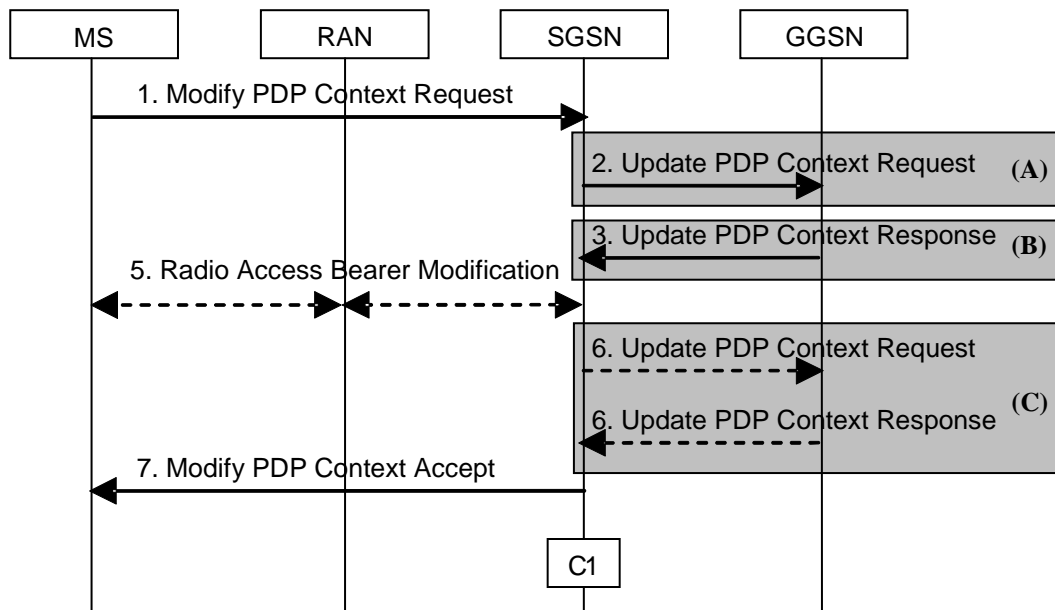 MS
RAN
SGSN
GGSN
1. Modify PDP Context Request
2. Update PDP Context Request
(A)
3. Update PDP Context Response
(B)
5. Radio Access Bearer Modification
6. Update PDP Context Request
(C)
6. Update PDP Context Response
7. Modify PDP Context Accept
C1